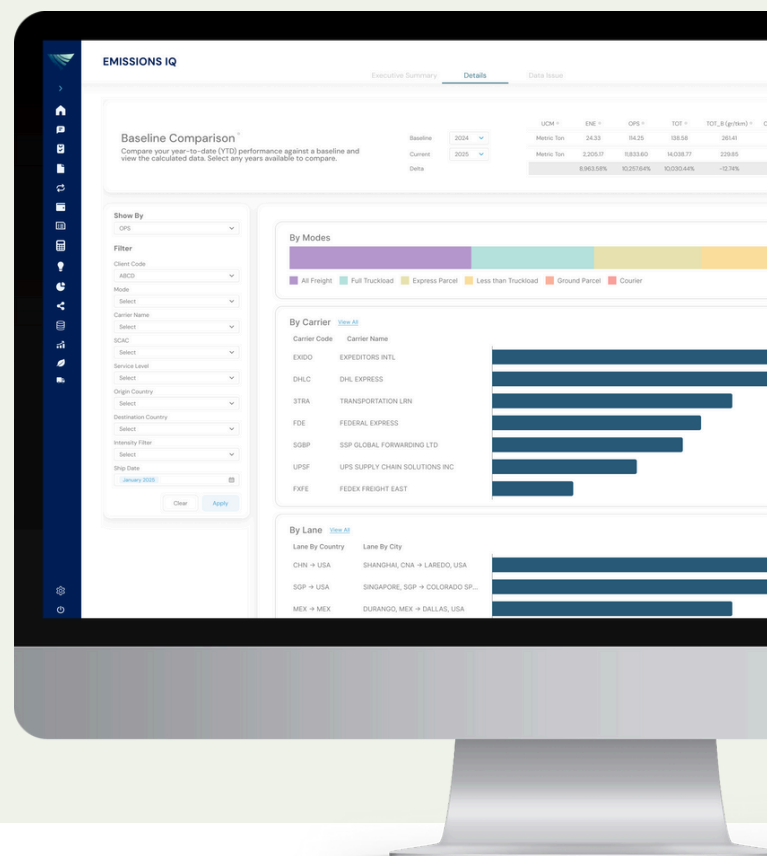 EMISSIONS IQ
Executive Summary Details Data Issue
Baseline Comparison
Compare your year-to-date (YTD) performance against a baseline and
view the calculated data. Select any years available to compare.
UCM ENE OPS TOT TOT_R (gr/tkm)
Baseline 2024 Metric Ton 24.33 114.25 138.58 261.41
Current 2025 Metric Ton 2,205.17 11,833.60 14,038.77 229.65
Delta 8,963.58% 10,257.64% 10,030.44% -12.74%
Show By
OPS
Filter
Client Code
ABCD
Mode
Select
Carrier Name
Select
SCAC
Select
Service Level
Select
Origin Country
Select
Destination Country
Select
Intensity Filter
Select
Ship Date
January 2025
Clear Apply
By Modes
All Freight Full Truckload Express Parcel Less than Truckload Ground Parcel Courier
By Carrier View All
Carrier Code Carrier Name
EXIDO EXPEDITORS INTL
DHLC DHL EXPRESS
3TRA TRANSPORTATION LRN
FDE FEDERAL EXPRESS
SGBP SSP GLOBAL FORWARDING LTD
UPSF UPS SUPPLY CHAIN SOLUTIONS INC
FXFE FEDEX FREIGHT EAST
By Lane View All
Lane By Country Lane By City
CHN → USA SHANGHAI, CNA → LAREDO, USA
SGP → USA SINGAPORE, SGP → COLORADO SP...
MEX → MEX DURANGO, MEX → DALLAS, USA